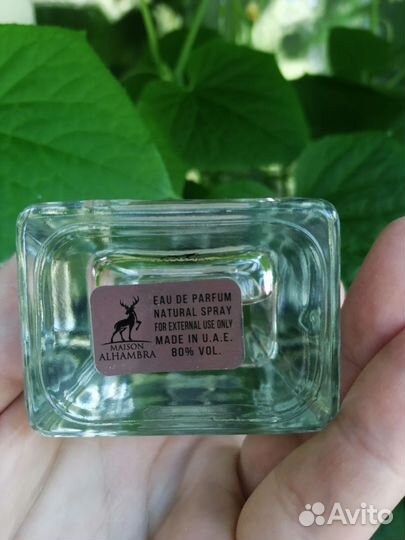 EAU DE PARFUM
NATURAL SPRAY
FOR EXTERNAL USE ONLY
MADE IN U.A.E.
80% VOL.
MAISON
ALHAMBRA
Avito